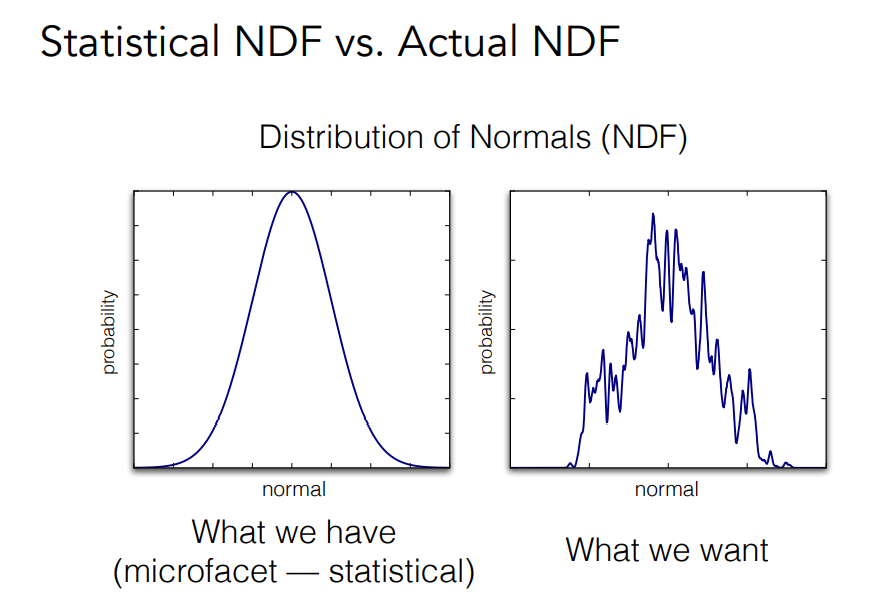 Statistical NDF vs. Actual NDF
Distribution of Normals (NDF)
probability
normal
probability
normal
What we have
(microfacet — statistical)
What we want